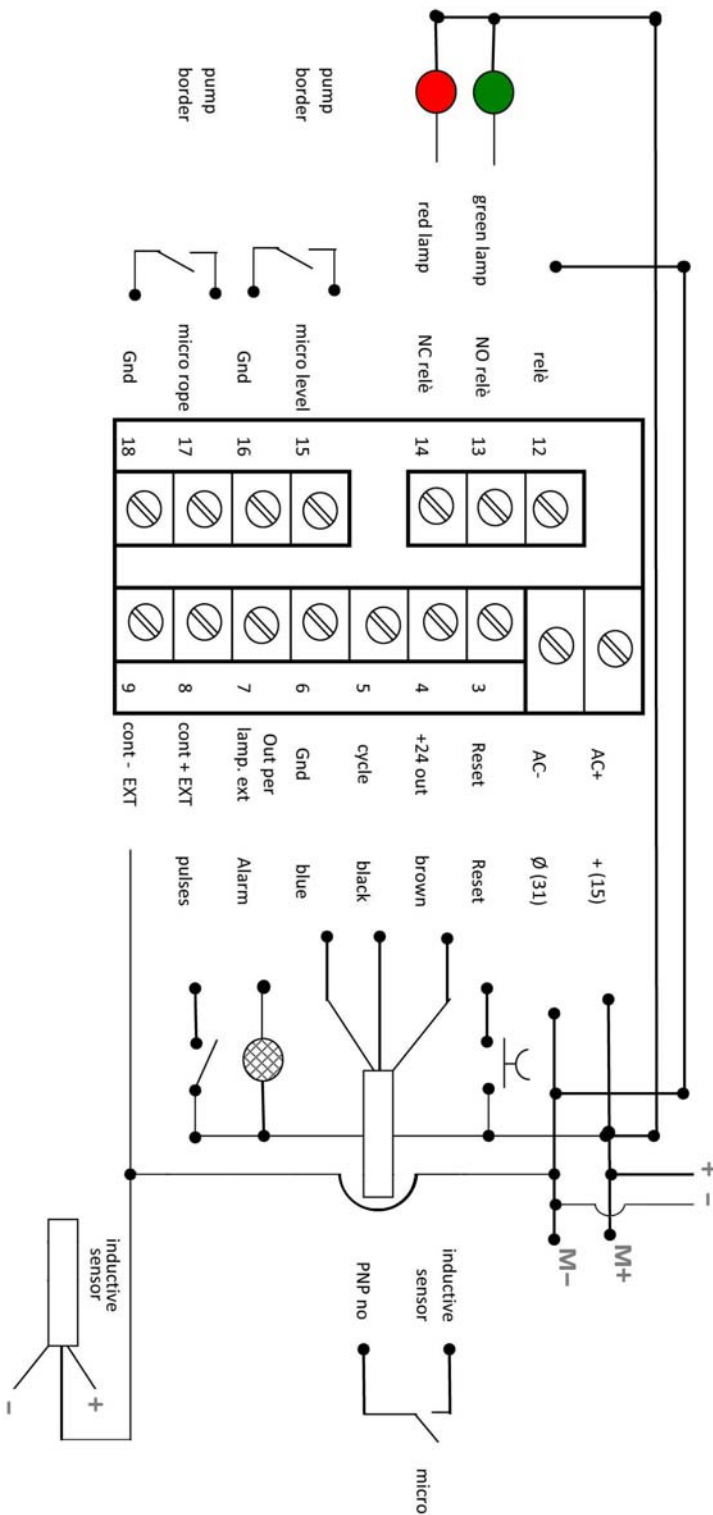 pump
border
pump
border
green lamp
red lamp
relè
NO relè
NC relè
micro level
Gnd
micro rope
Gnd
12
13
14
15
16
17
18
3
4
5
6
7
8
9
AC+
AC-
Reset
+24 out
cycle
Gnd
Out per
lamp. ext
cont + EXT
cont - EXT
+ (15)
Ø (31)
Reset
brown
black
blue
Alarm
pulses
+
-
M+
M-
inductive
sensor
PNP no
micro
inductive
sensor
+
-